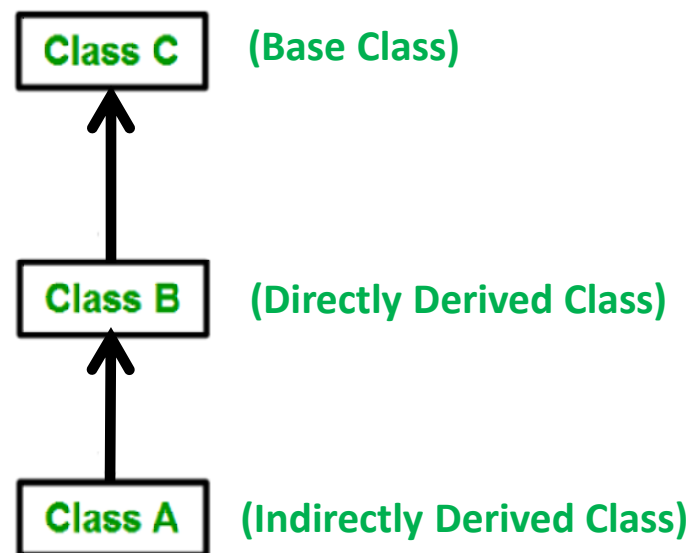 Class C (Base Class)
Class B (Directly Derived Class)
Class A (Indirectly Derived Class)